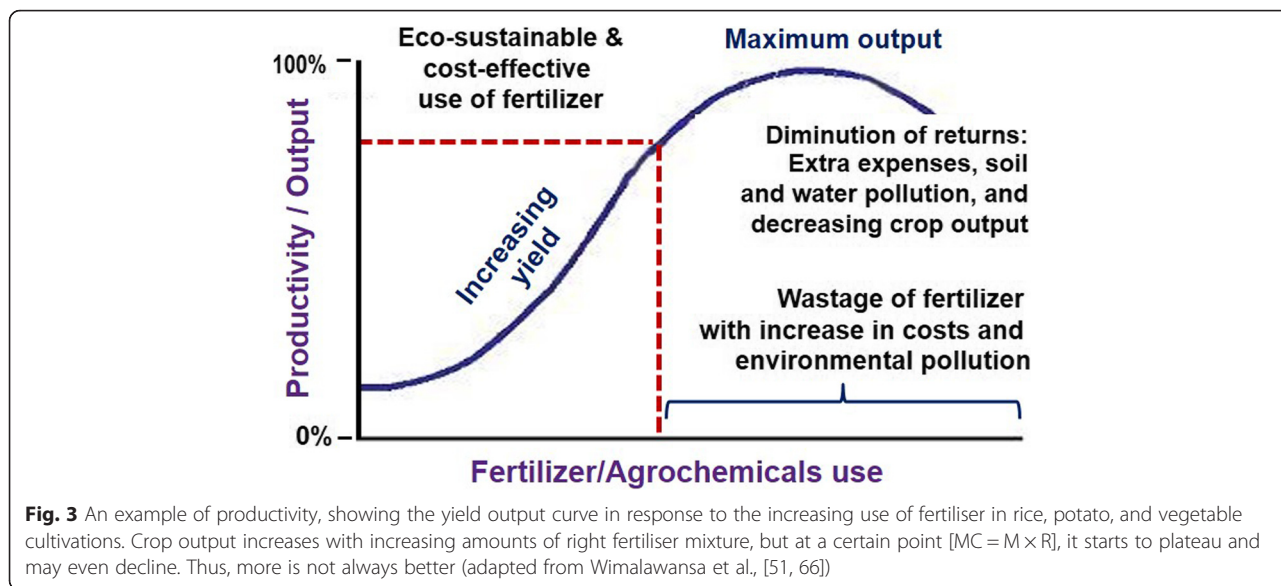 Eco-sustainable &
cost-effective
use of fertilizer
Maximum output
100%
Productivity / Output
Increasing
yield
Diminution of returns:
Extra expenses, soil
and water pollution, and
decreasing crop output
Wastage of fertilizer
with increase in costs and
environmental pollution
0%
Fertilizer/Agrochemicals use
Fig. 3 An example of productivity, showing the yield output curve in response to the increasing use of fertiliser in rice, potato, and vegetable
cultivations. Crop output increases with increasing amounts of right fertiliser mixture, but at a certain point [MC = M × R], it starts to plateau and
may even decline. Thus, more is not always better (adapted from Wimalawansa et al., [51, 66])